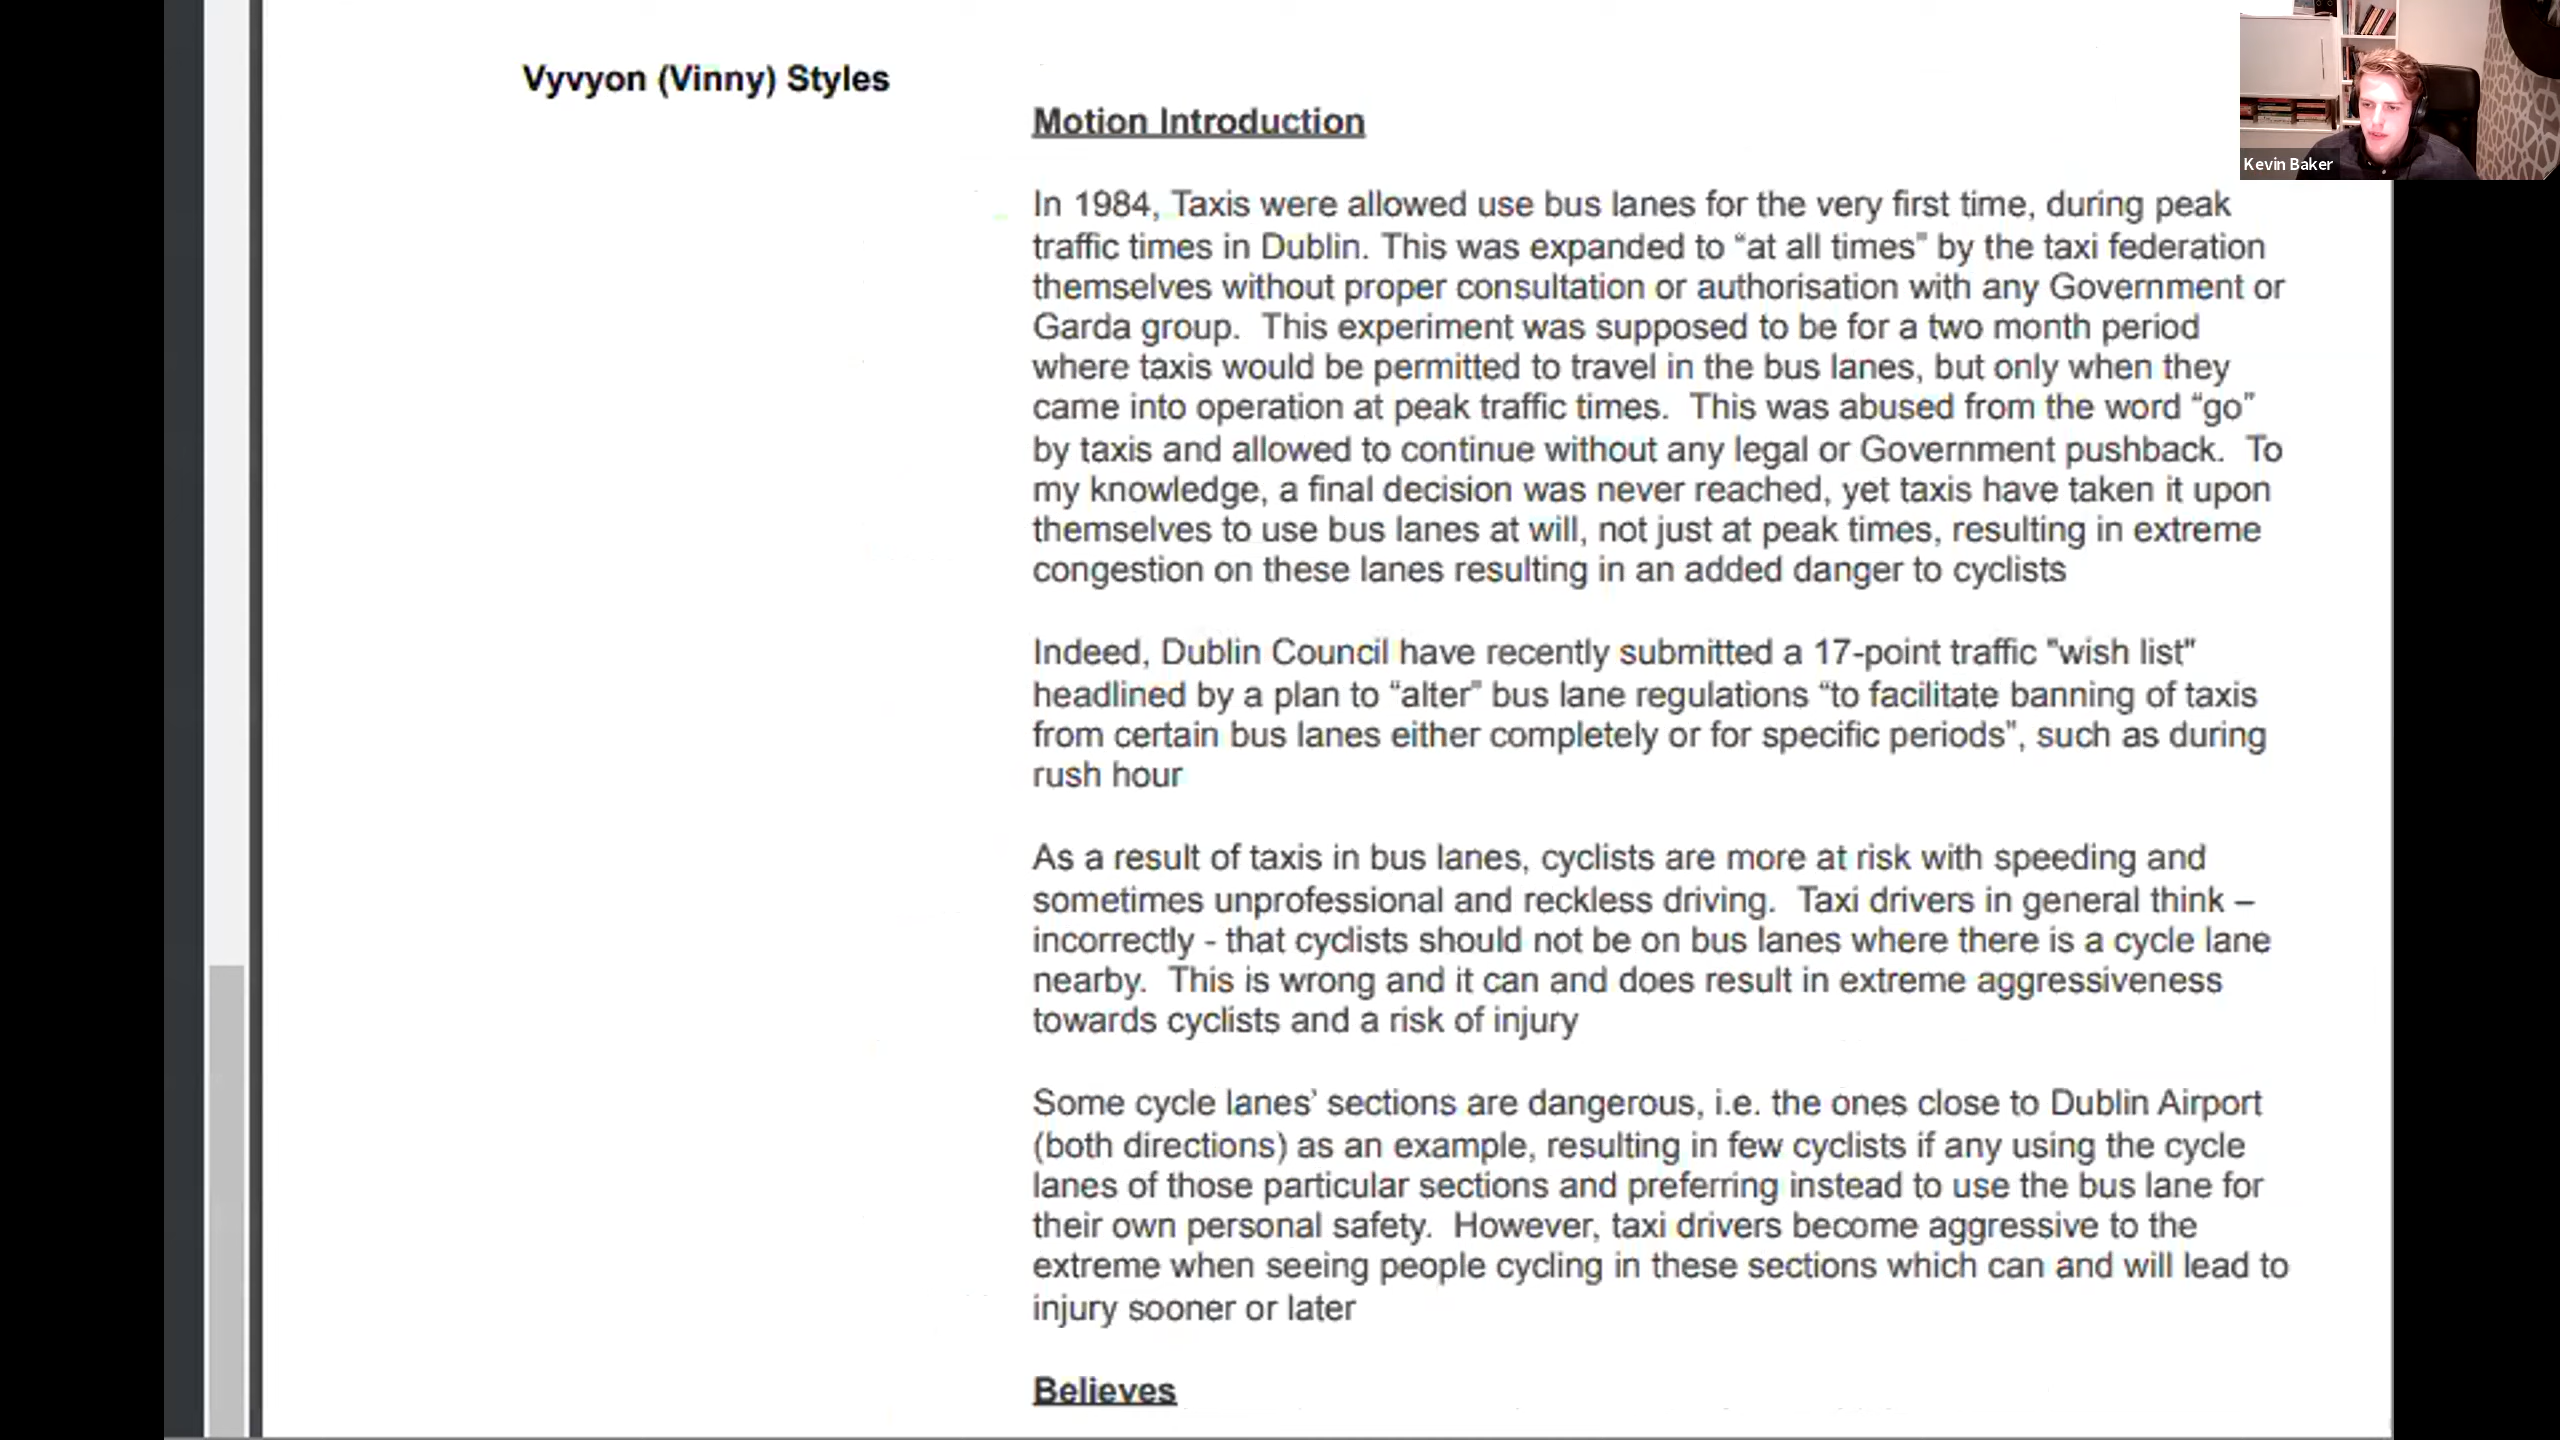 Vyvyon (Vinny) Styles
Motion Introduction
In 1984, Taxis were allowed use bus lanes for the very first time, during peak
traffic times in Dublin. This was expanded to “at all times” by the taxi federation
themselves without proper consultation or authorisation with any Government or
Garda group.  This experiment was supposed to be for a two month period
where taxis would be permitted to travel in the bus lanes, but only when they
came into operation at peak traffic times.  This was abused from the word “go”
by taxis and allowed to continue without any legal or Government pushback.  To
my knowledge, a final decision was never reached, yet taxis have taken it upon
themselves to use bus lanes at will, not just at peak times, resulting in extreme
congestion on these lanes resulting in an added danger to cyclists
Indeed, Dublin Council have recently submitted a 17-point traffic "wish list"
headlined by a plan to “alter” bus lane regulations “to facilitate banning of taxis
from certain bus lanes either completely or for specific periods”, such as during
rush hour
As a result of taxis in bus lanes, cyclists are more at risk with speeding and
sometimes unprofessional and reckless driving.  Taxi drivers in general think –
incorrectly - that cyclists should not be on bus lanes where there is a cycle lane
nearby.  This is wrong and it can and does result in extreme aggressiveness
towards cyclists and a risk of injury
Some cycle lanes’ sections are dangerous, i.e. the ones close to Dublin Airport
(both directions) as an example, resulting in few cyclists if any using the cycle
lanes of those particular sections and preferring instead to use the bus lane for
their own personal safety.  However, taxi drivers become aggressive to the
extreme when seeing people cycling in these sections which can and will lead to
injury sooner or later
Believes
Kevin Baker